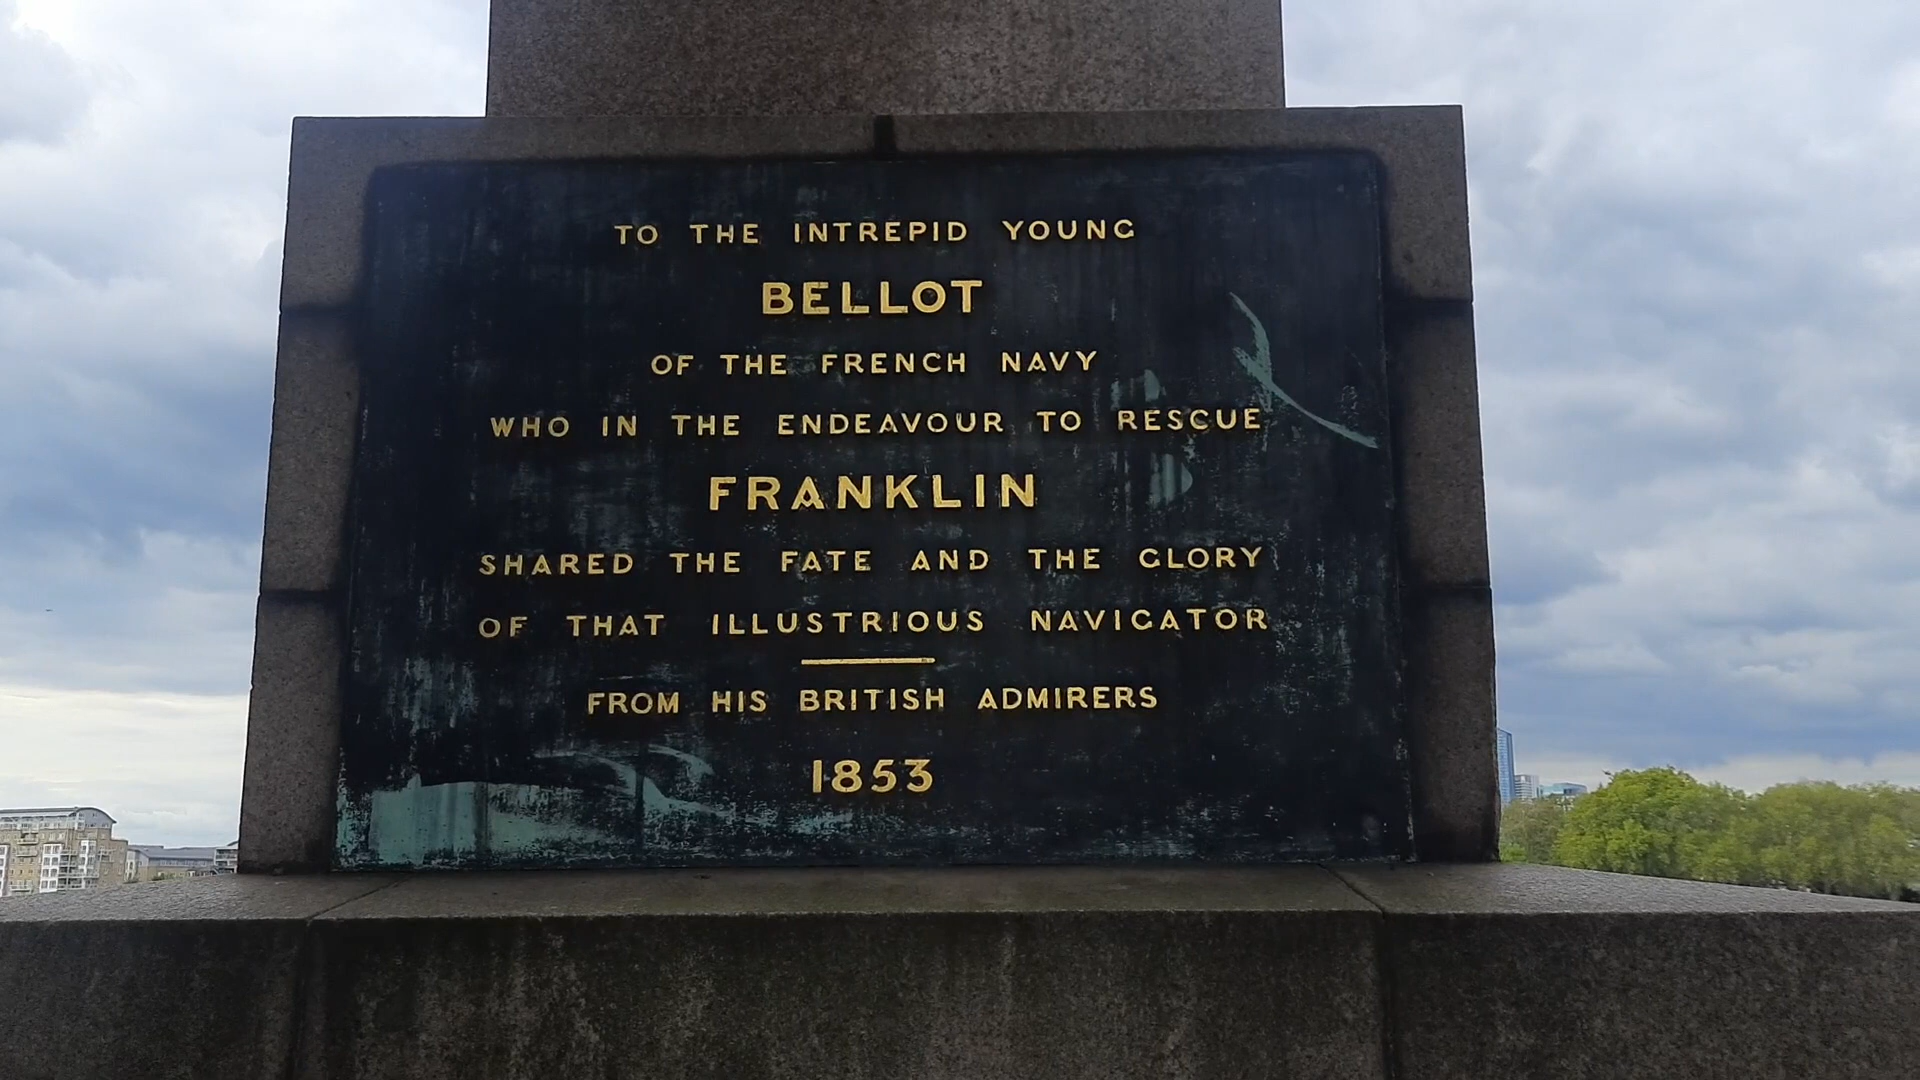 TO THE INTREPID YOUNG
BELLOT
OF THE FRENCH NAVY
WHO IN THE ENDEAVOUR TO RESCUE
FRANKLIN
SHARED THE FATE AND THE GLORY
OF THAT ILLUSTRIOUS NAVIGATOR
FROM HIS BRITISH ADMIRERS
1853